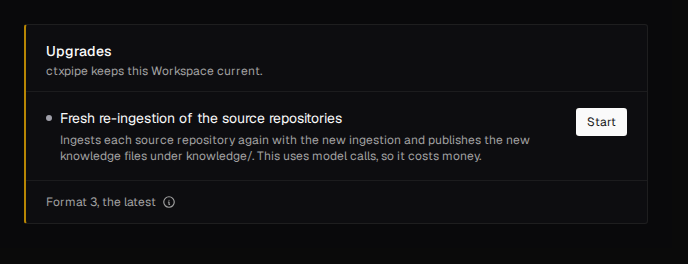 Upgrades
ctxpipe keeps this Workspace current.
Fresh re-ingestion of the source repositories
Start
Ingests each source repository again with the new ingestion and publishes the new
knowledge files under knowledge/. This uses model calls, so it costs money.
Format 3, the latest